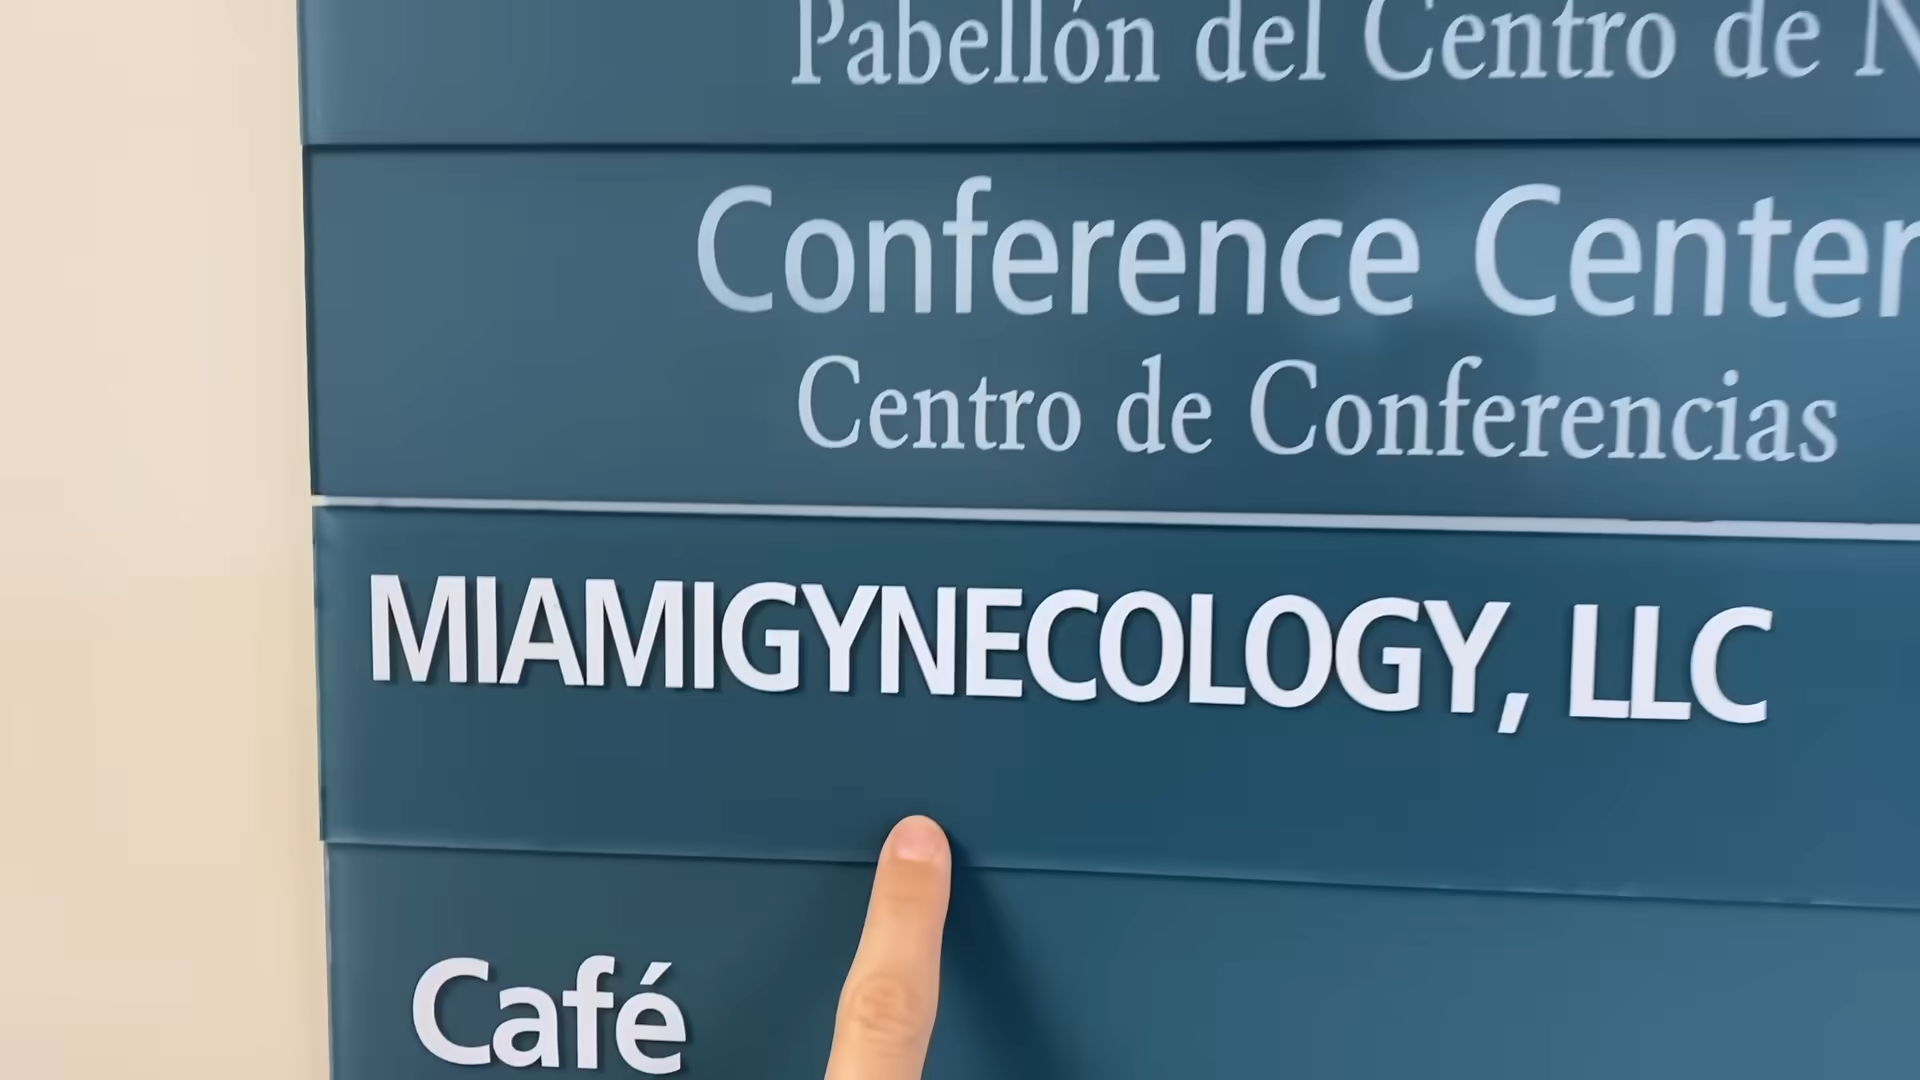 Pabellón del Centro de
Conference Center
Centro de Conferencias
MIAMIGYNECOLOGY, LLC
Café